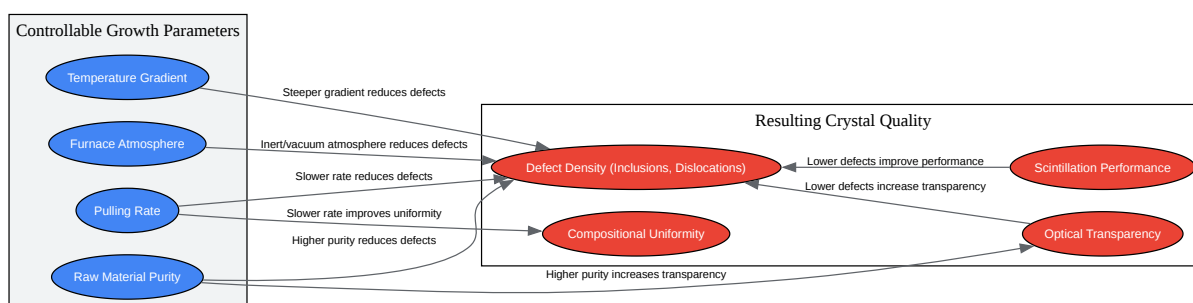 Controllable Growth Parameters
Temperature Gradient
Steeper gradient reduces defects
Resulting Crystal Quality
Furnace Atmosphere
Inert/vacuum atmosphere reduces defects
Defect Density (Inclusions, Dislocations)
Lower defects improve performance
Scintillation Performance
Slower rate reduces defects
Lower defects increase transparency
Pulling Rate
Slower rate improves uniformity
Compositional Uniformity
Optical Transparency
Higher purity reduces defects
Raw Material Purity
Higher purity increases transparency